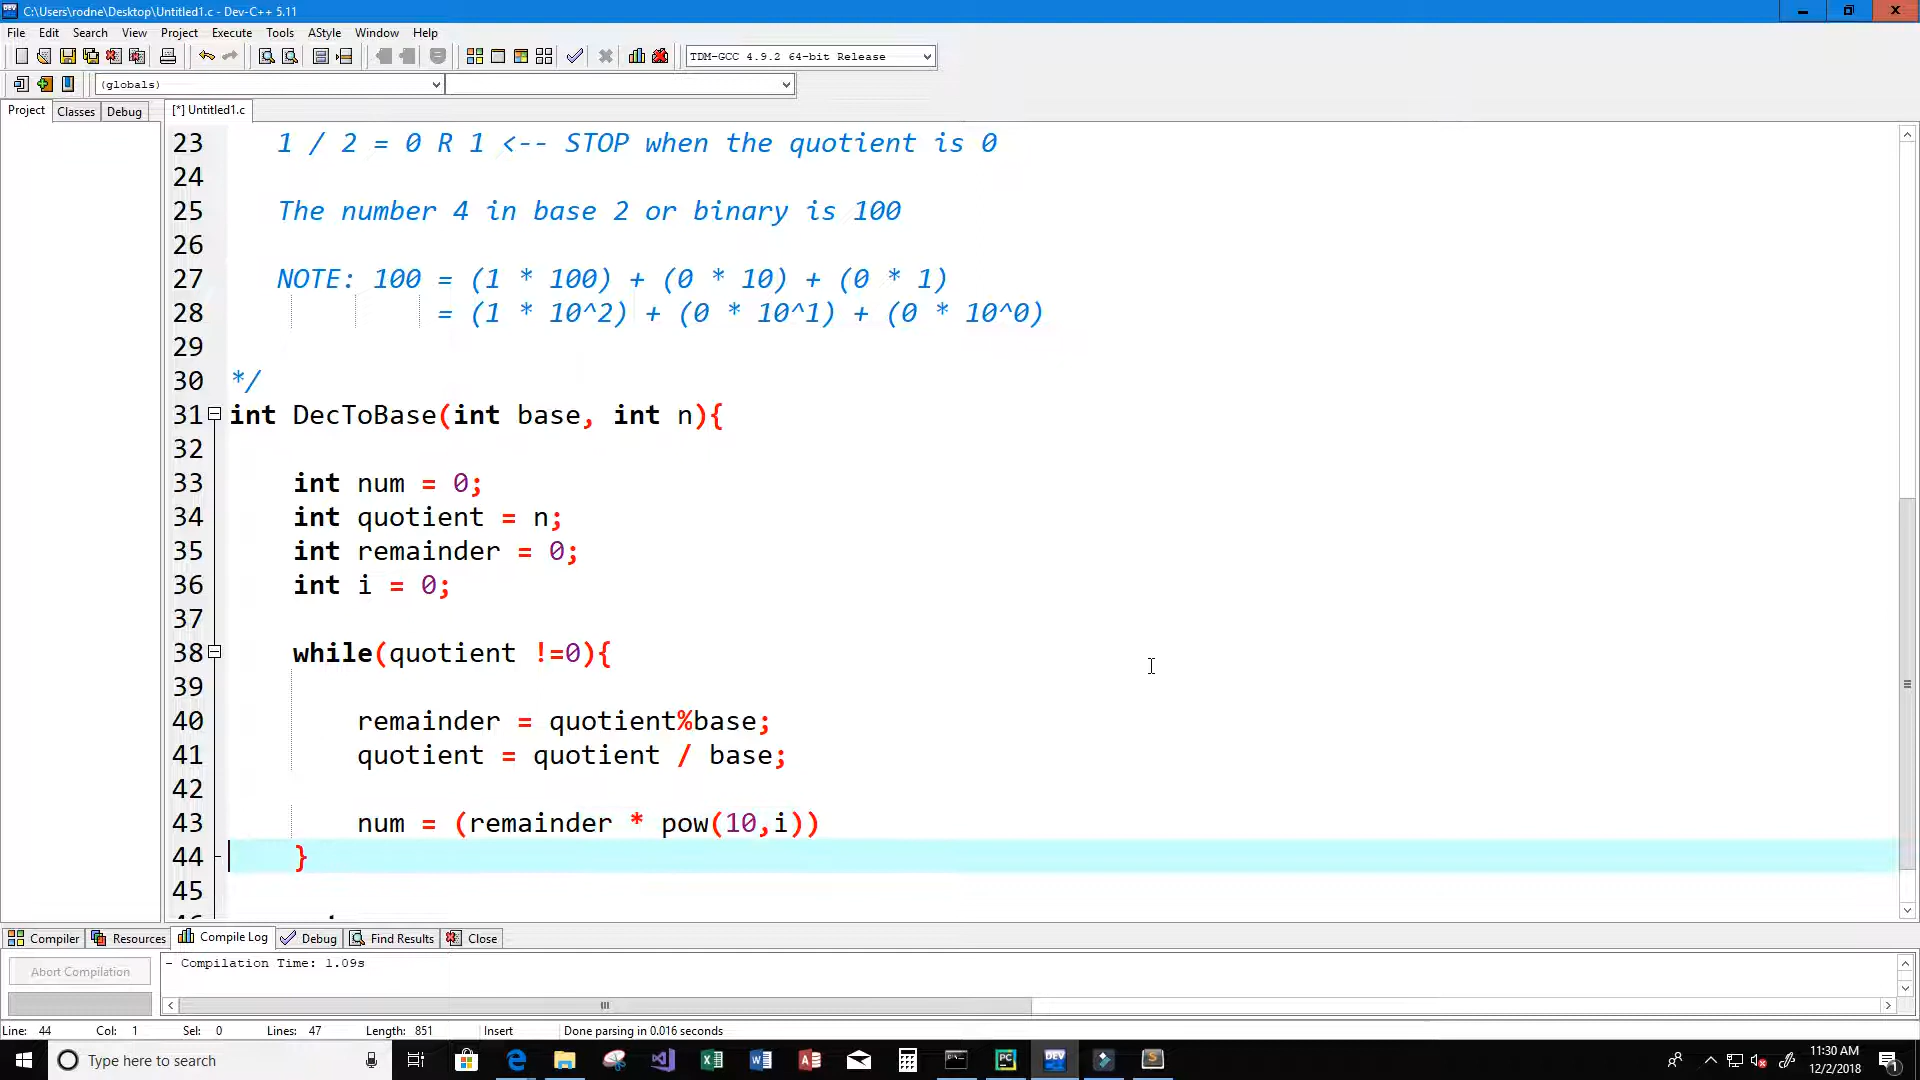 C:\Users\rodne\Desktop\Untitled1.c - Dev-C++ 5.11
File Edit Search View Project Execute Tools AStyle Window Help
TDM-GCC 4.9.2 64-bit Release
(globals)
Project Classes Debug [*] Untitled1.c
23 1 / 2 = 0 R 1 <-- STOP when the quotient is 0
24
25 The number 4 in base 2 or binary is 100
26
27 NOTE: 100 = (1 * 100) + (0 * 10) + (0 * 1)
28 = (1 * 10^2) + (0 * 10^1) + (0 * 10^0)
29
30 */
31 int DecToBase(int base, int n){
32
33 int num = 0;
34 int quotient = n;
35 int remainder = 0;
36 int i = 0;
37
38 while(quotient !=0){
39
40 remainder = quotient%base;
41 quotient = quotient / base;
42
43 num = (remainder * pow(10,i))
44 }
45
Compiler Resources Compile Log Debug Find Results Close
Abort Compilation
- Compilation Time: 1.09s
Line: 44 Col: 1 Sel: 0 Lines: 47 Length: 851 Insert Done parsing in 0.016 seconds
Type here to search
11:30 AM
12/2/2018